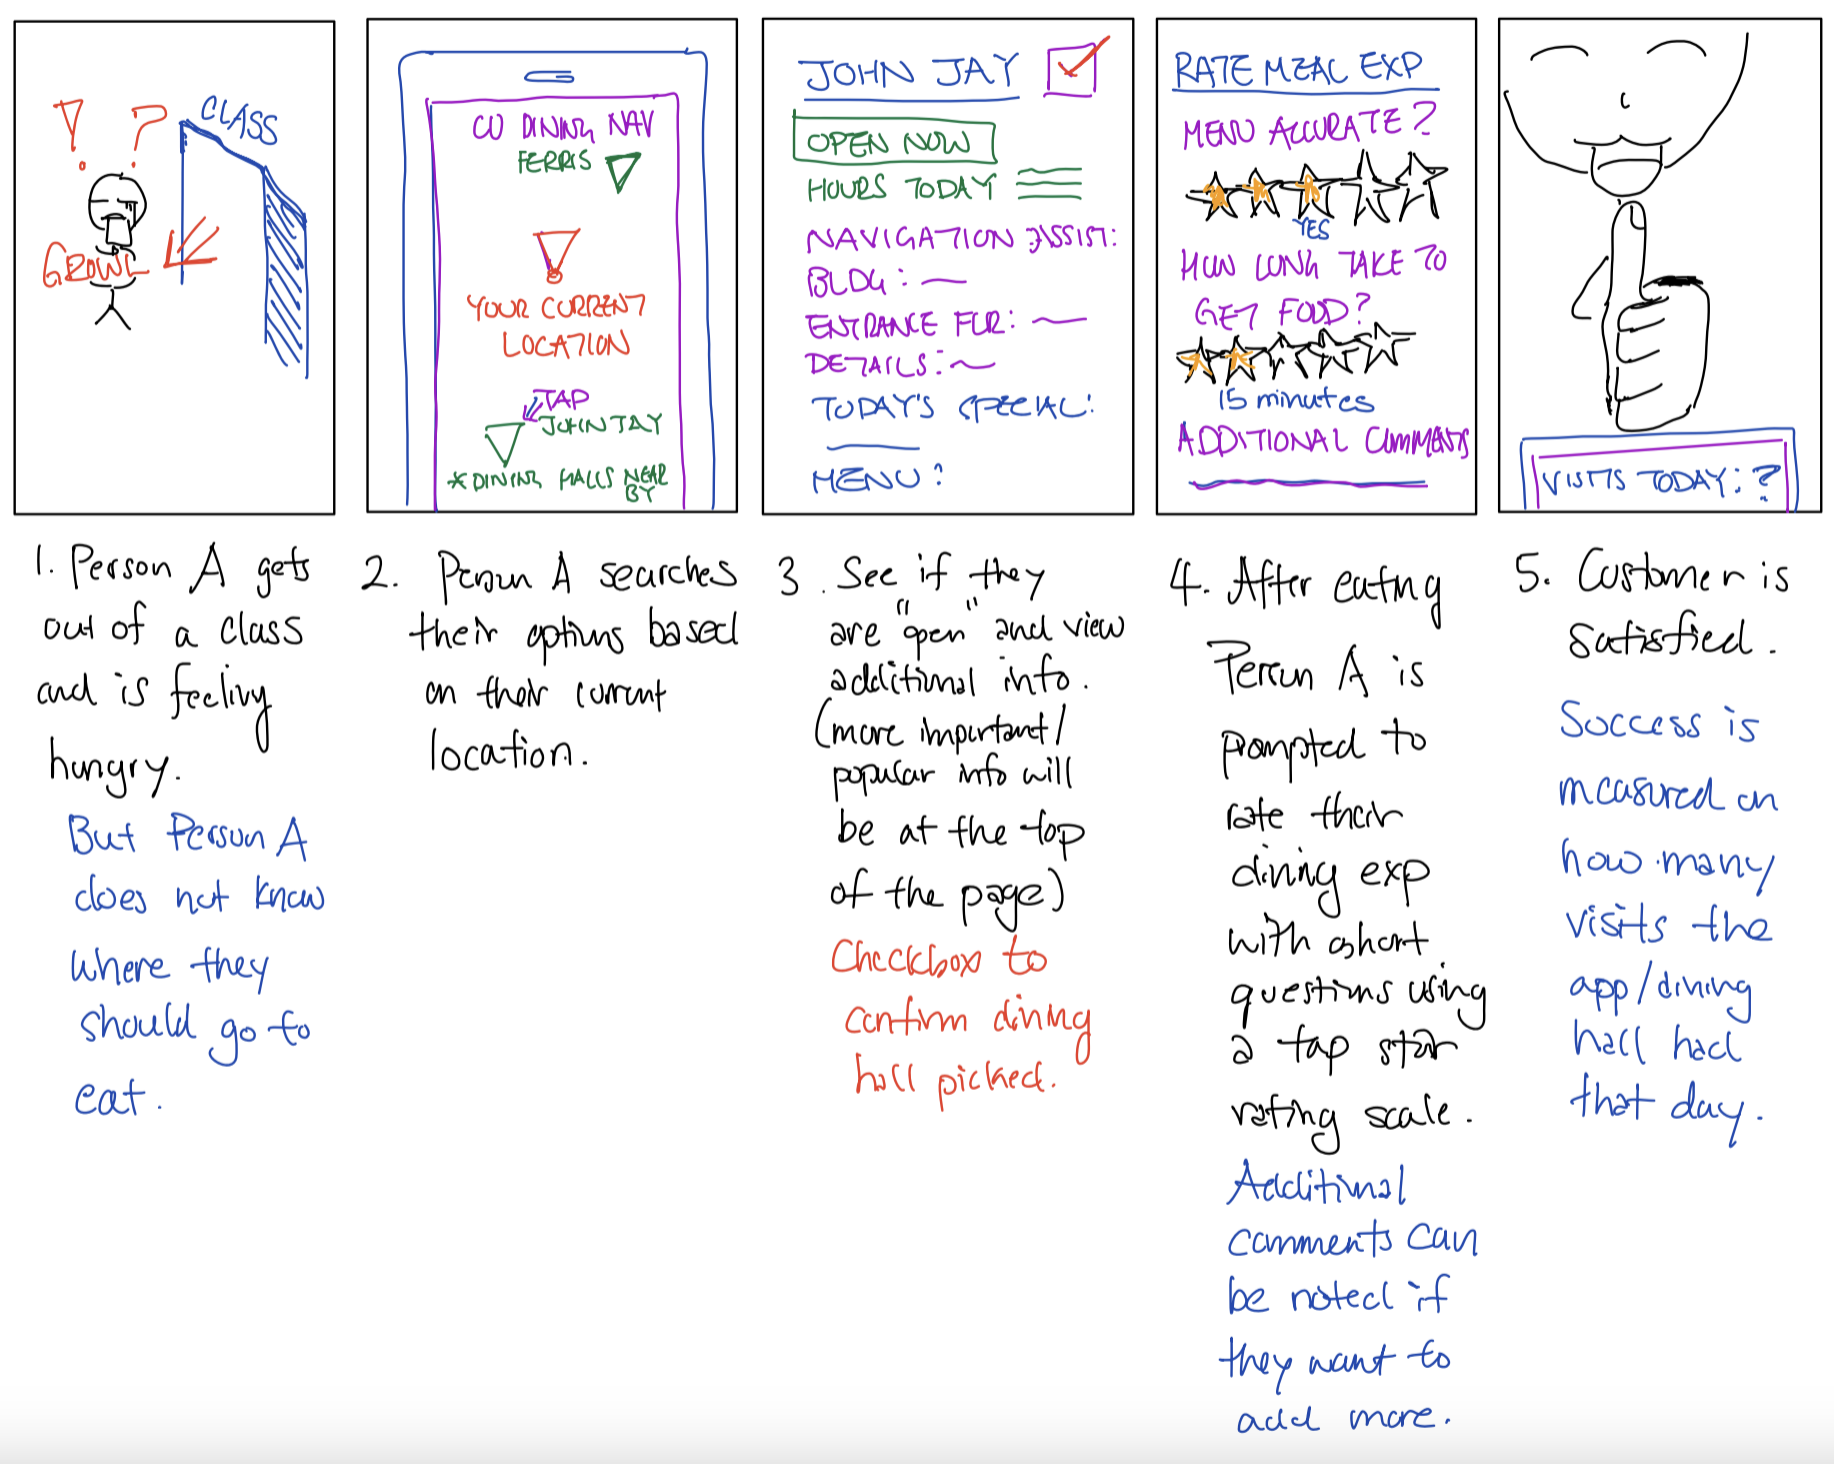 ! ?
CLASS
GROWL
CU DINING NAV
FERRIS
YOUR CURRENT
LOCATION
TAP
JOHN JAY
* DINING HALLS NEAR
BY
JOHN JAY
OPEN NOW
HOURS TODAY
NAVIGATION ASSIST:
BLDG:
ENTRANCE FLR:
DETAILS:
TODAY'S SPECIAL:
MENU:
RATE MEAL EXP
MENU ACCURATE?
YES
HOW LONG TAKE TO
GET FOOD?
15 minutes
ADDITIONAL COMMENTS
VISITS TODAY: ?
1. Person A gets
out of a class
and is feeling
hungry.
But Person A
does not know
where they
should go to
eat.
2. Person A searches
their options based
on their current
location.
3. See if they
are "open" and view
additional info.
(more important/
popular info will
be at the top
of the page)
Checkbox to
confirm dining
hall picked.
4. After eating
Person A is
prompted to
rate their
dining exp
with short
questions using
a tap star
rating scale.
Additional
comments can
be noted if
they want to
add more.
5. Customer is
satisfied.
Success is
measured on
how many
visits the
app/dining
hall had
that day.